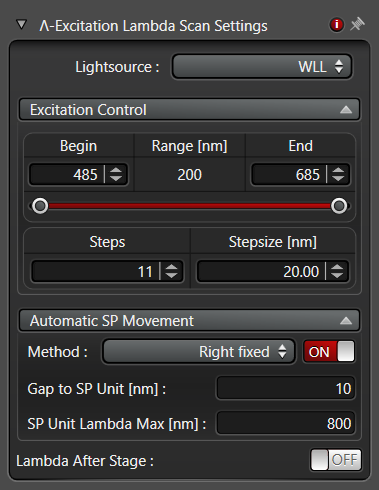 Λ-Excitation Lambda Scan Settings
Lightsource : WLL
Excitation Control
Begin Range [nm] End
485 200 685
Steps Stepsize [nm]
11 20.00
Automatic SP Movement
Method : Right fixed ON
Gap to SP Unit [nm] : 10
SP Unit Lambda Max [nm] : 800
Lambda After Stage : OFF